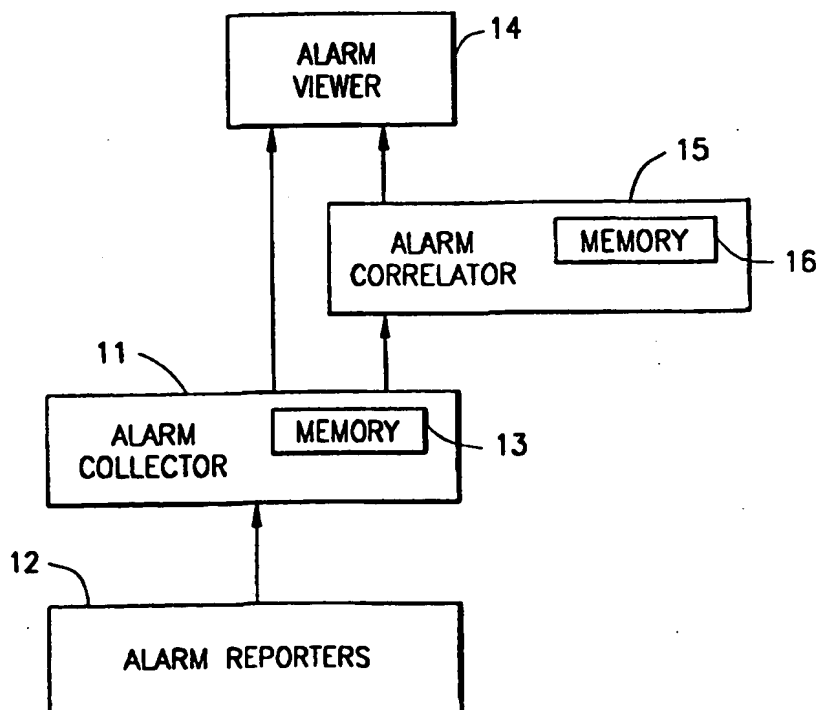 ALARM
VIEWER
14
15
ALARM
CORRELATOR
MEMORY
16
11
ALARM
COLLECTOR
MEMORY
13
12
ALARM REPORTERS